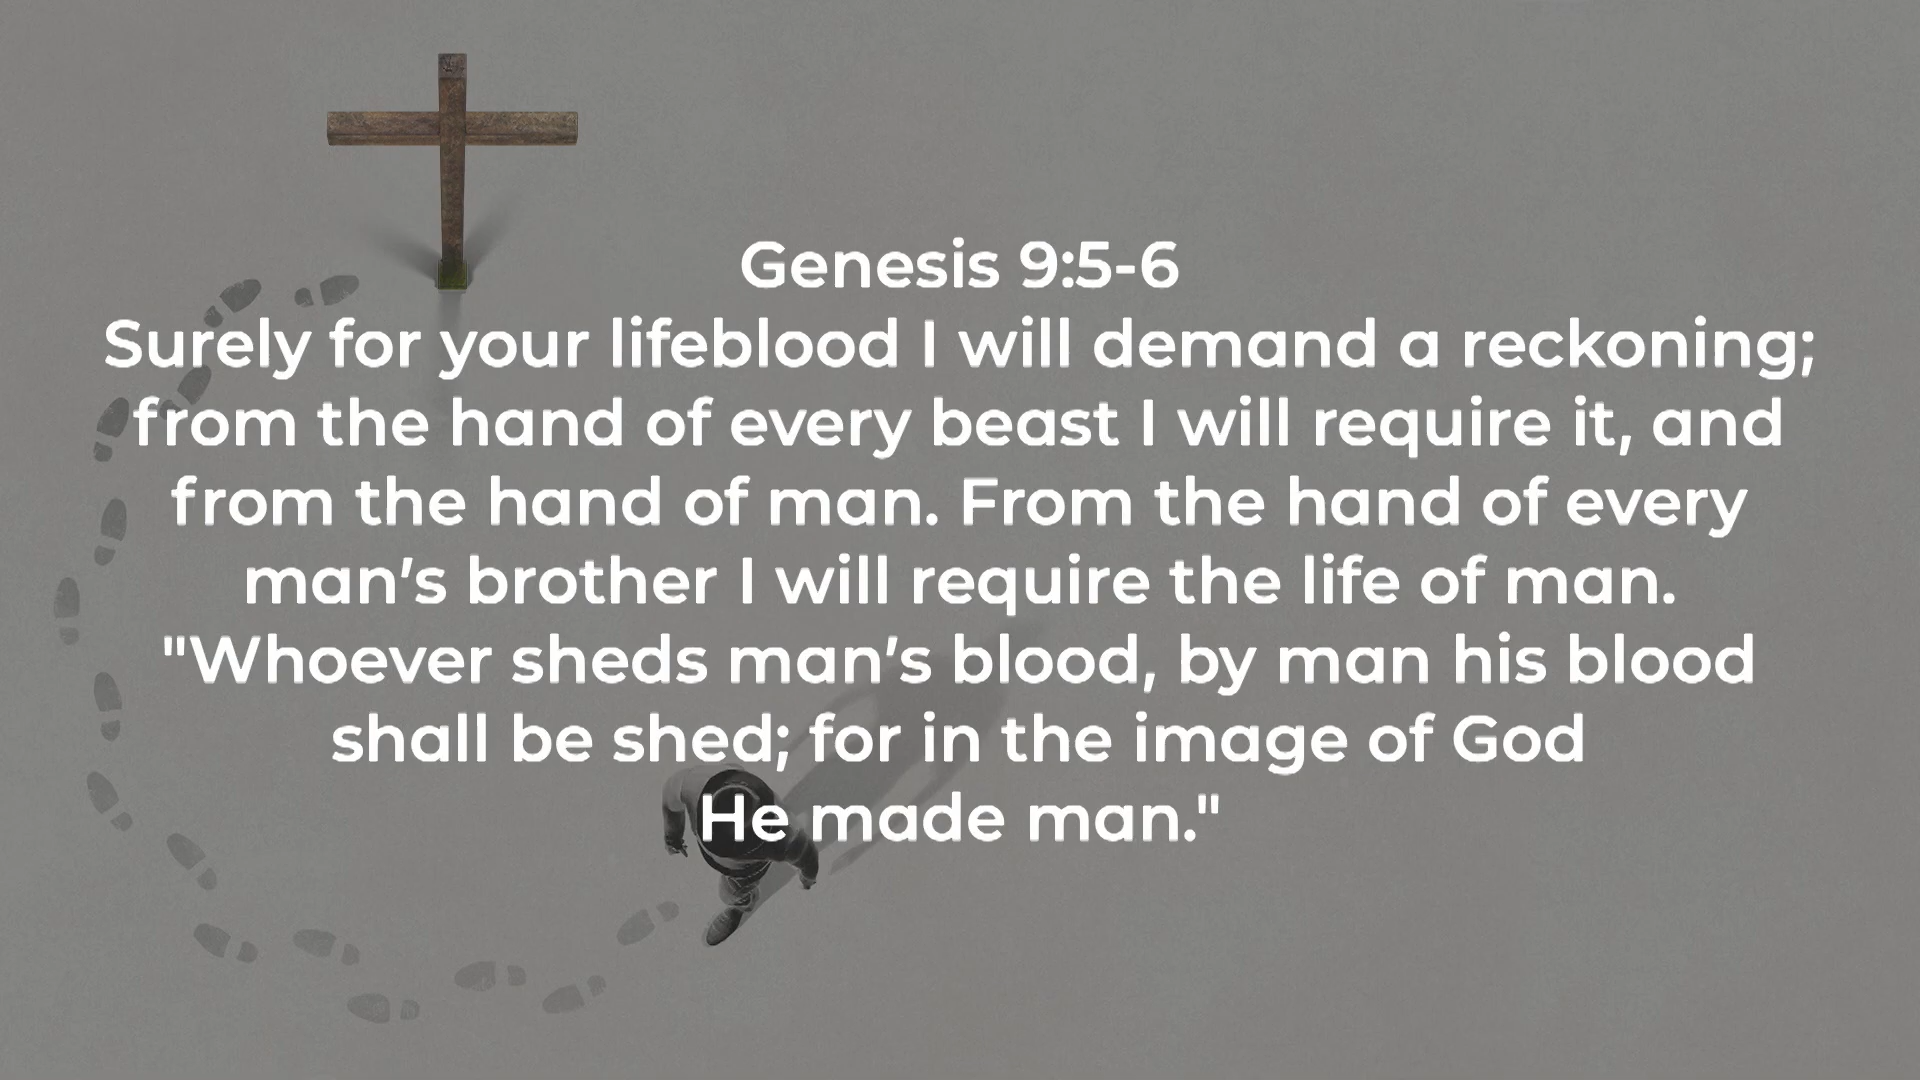 Genesis 9:5-6
Surely for your lifeblood I will demand a reckoning;
from the hand of every beast I will require it, and
from the hand of man. From the hand of every
man’s brother I will require the life of man.
"Whoever sheds man’s blood, by man his blood
shall be shed; for in the image of God
He made man."